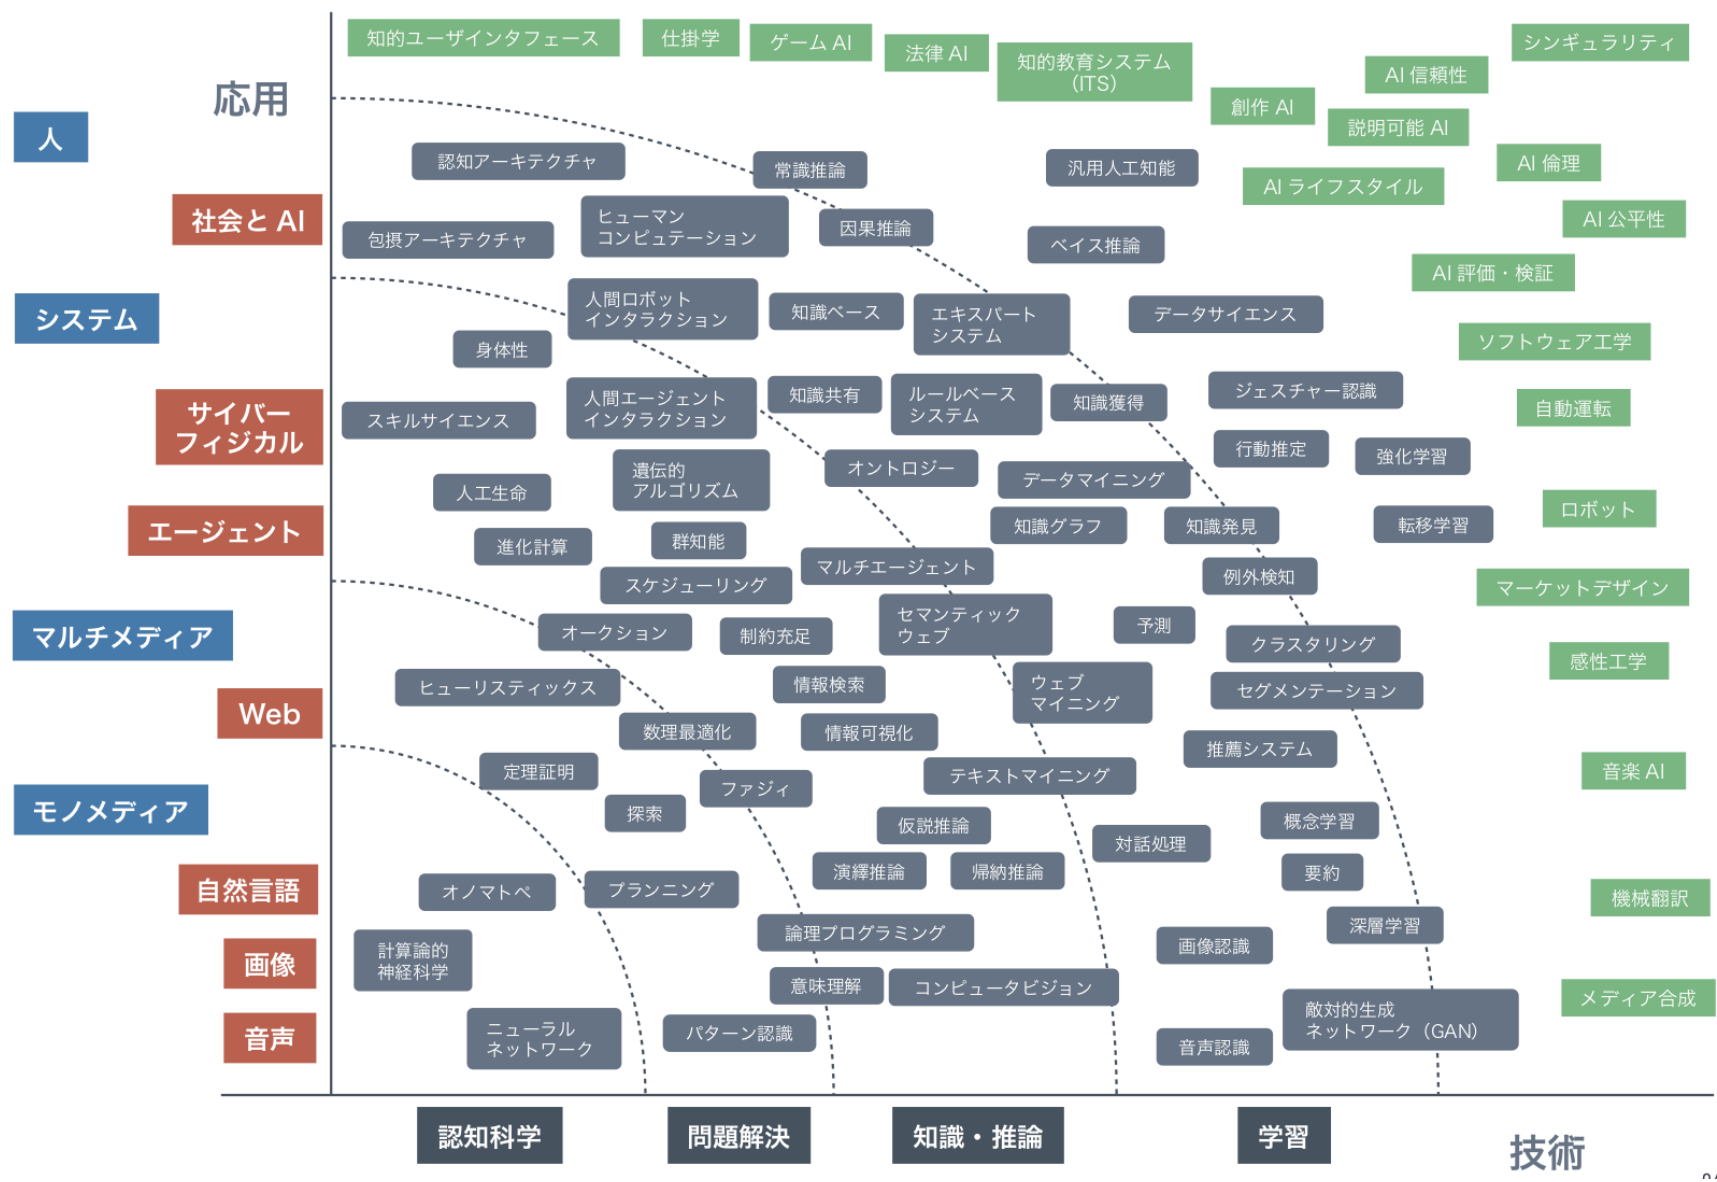 知的ユーザインタフェース
仕掛学
ゲーム AI
法律 AI
知的教育システム
（ITS）
シンギュラリティ
AI 信頼性
創作 AI
説明可能 AI
AI 倫理
AI ライフスタイル
AI 公平性
AI 評価・検証
ソフトウェア工学
自動運転
ロボット
マーケットデザイン
感性工学
音楽 AI
機械翻訳
メディア合成
応用
人
社会と AI
システム
サイバー
フィジカル
エージェント
マルチメディア
Web
モノメディア
自然言語
画像
音声
認知アーキテクチャ
常識推論
汎用人工知能
包摂アーキテクチャ
ヒューマン
コンピュテーション
因果推論
ベイス推論
人間ロボット
インタラクション
知識ベース
エキスパート
システム
データサイエンス
身体性
スキルサイエンス
人間エージェント
インタラクション
知識共有
ルールベース
システム
知識獲得
ジェスチャー認識
行動推定
強化学習
人工生命
遺伝的
アルゴリズム
オントロジー
データマイニング
進化計算
群知能
知識グラフ
知識発見
転移学習
スケジューリング
マルチエージェント
例外検知
オークション
制約充足
セマンティック
ウェブ
予測
クラスタリング
ヒューリスティックス
情報検索
ウェブ
マイニング
セグメンテーション
数理最適化
情報可視化
推薦システム
定理証明
ファジィ
テキストマイニング
探索
仮説推論
対話処理
概念学習
オノマトペ
プランニング
演繹推論
帰納推論
要約
計算論的
神経科学
論理プログラミング
画像認識
深層学習
意味理解
コンピュータビジョン
ニューラル
ネットワーク
パターン認識
音声認識
敵対的生成
ネットワーク（GAN）
認知科学
問題解決
知識・推論
学習
技術